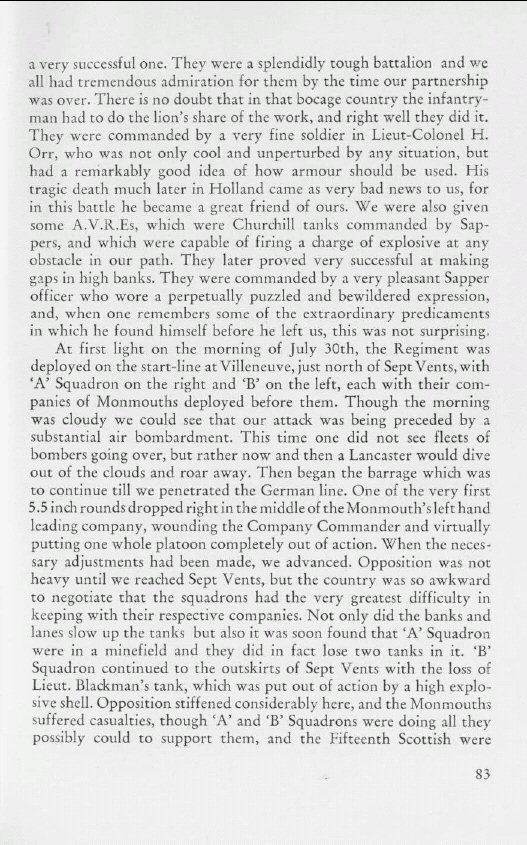 a very successful one. They were a splendidly tough battalion and we
all had tremendous admiration for them by the time our partnership
was over. There is no doubt that in that bocage country the infantry-
man had to do the lion's share of the work, and right well they did it.
They were commanded by a very fine soldier in Lieut-Colonel H.
Orr, who was not only cool and unperturbed by any situation, but
had a remarkably good idea of how armour should be used. His
tragic death much later in Holland came as very bad news to us, for
in this battle he became a great friend of ours. We were also given
some A.V.R.Es, which were Churchill tanks commanded by Sap-
pers, and which were capable of firing a charge of explosive at any
obstacle in our path. They later proved very successful at making
gaps in high banks. They were commanded by a very pleasant Sapper
officer who wore a perpetually puzzled and bewildered expression,
and, when one remembers some of the extraordinary predicaments
in which he found himself before he left us, this was not surprising.
At first light on the morning of July 30th, the Regiment was
deployed on the start-line at Villeneuve, just north of Sept Vents, with
'A' Squadron on the right and 'B' on the left, each with their com-
panies of Monmouths deployed before them. Though the morning
was cloudy we could see that our attack was being preceded by a
substantial air bombardment. This time one did not see fleets of
bombers going over, but rather now and then a Lancaster would dive
out of the clouds and roar away. Then began the barrage which was
to continue till we penetrated the German line. One of the very first
5.5 inch rounds dropped right in the middle of the Monmouth's left hand
leading company, wounding the Company Commander and virtually
putting one whole platoon completely out of action. When the neces-
sary adjustments had been made, we advanced. Opposition was not
heavy until we reached Sept Vents, but the country was so awkward
to negotiate that the squadrons had the very greatest difficulty in
keeping with their respective companies. Not only did the banks and
lanes slow up the tanks but also it was soon found that 'A' Squadron
were in a minefield and they did in fact lose two tanks in it. 'B'
Squadron continued to the outskirts of Sept Vents with the loss of
Lieut. Blackman's tank, which was put out of action by a high explo-
sive shell. Opposition stiffened considerably here, and the Monmouths
suffered casualties, though 'A' and 'B' Squadrons were doing all they
possibly could to support them, and the Fifteenth Scottish were
83